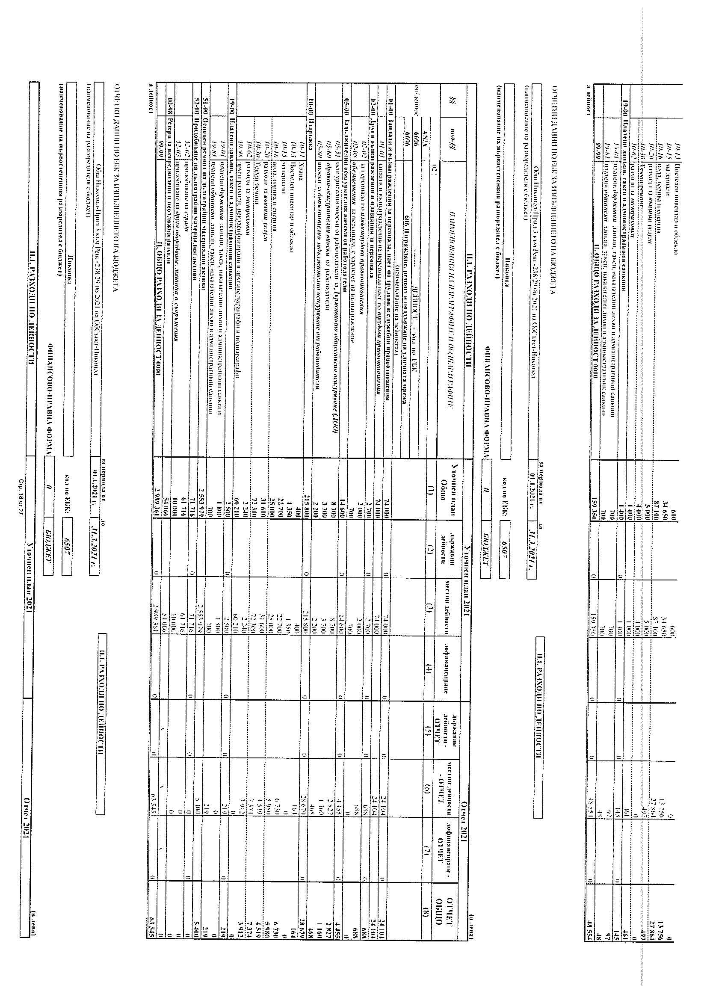 10-13 Постелен инвентар и облекло 600 600 0 0
10-15 материали 34 650 34 650 13 756 13 756
10-16 вода, горива и енергия 87 100 87 100 27 864 27 864
10-20 разходи за външни услуги 5 000 5 000 497 497
10-30 Текущ ремонт 4 000 4 000 0 0
10-62 разходи за застраховки 1 000 1 000 461 461
19-00 Платени данъци, такси и административни санкции 1 400 0 1 400 0 0 145 0 145
19-01 платени държавни данъци, такси, наказателни лихви и административни санкции 700 700 97 97
19-81 платени общински данъци, такси, наказателни лихви и административни санкции 700 700 48 48
99-99 II. ОБЩО РАЗХОДИ ЗА ДЕЙНОСТ 0000 159 350 0 159 350 0 0 48 554 0 48 554
а дейност
ОТЧЕТНИ ДАННИ ПО ЕБК ЗА ИЗПЪЛНЕНИЕТО НА БЮДЖЕТА
за периода от до
Общ Никопол-Прил 3 към Реш -238/29 06 2021 на ОбСъвет-Никопол 01.1.2021 г. 31.3.2021 г. II.1. РАЗХОДИ ПО ДЕЙНОСТИ
(наименование на разпоредителя с бюджет)
Никопол код по ЕБК: 6507
(наименование на първостепенния разпоредител с бюджет)
ФИНАНСОВО-ПРАВНА ФОРМА 0 БЮДЖЕТ
(в лева)
II.1. РАЗХОДИ ПО ДЕЙНОСТИ Уточнен план 2021 Отчет 2021
§§ под-§§ НАИМЕНОВАНИЕ НА ПАРАГРАФИТЕ И ПОДПАРАГРАФИТЕ Уточнен план Общо държавни дейности местни дейности дофинансиране държавни дейности - ОТЧЕТ местни дейности - ОТЧЕТ дофинансиране - ОТЧЕТ ОТЧЕТ ОБЩО
(1) (2) (3) (4) (5) (6) (7) (8)
#N/A
6606 ДЕЙНОСТ - код по ЕБК
6606 606 Изграждане, ремонт и поддържане на уличната мрежа
(наименование на дейността)
01-00 Заплати и възнаграждения за персонала, нает по трудови и служебни правоотношения 74 000 0 74 000 0 0 24 104 0 24 104
01-01 заплати и възнаграждения на персонала нает по трудови правоотношения 74 000 74 000 24 104 24 104
02-00 Други възнаграждения и плащания за персонала 2 700 0 2 700 0 0 688 0 688
02-02 за персонала по извънтрудови правоотношения 2 000 2 000 688 688
02-08 обезщетения за персонала, с характер на възнаграждение 700 700 0 0
05-00 Задължителни осигурителни вноски от работодатели 14 600 0 14 600 0 0 4 455 0 4 455
05-51 осигурителни вноски от работодатели за Държавното обществено осигуряване (ДОО) 8 700 8 700 2 827 2 827
05-60 здравно-осигурителни вноски от работодатели 3 700 3 700 1 160 1 160
05-80 вноски за допълнително задължително осигуряване от работодатели 2 200 2 200 468 468
10-00 Издръжка 215 800 0 215 800 0 0 28 679 0 28 679
10-11 Храна 400 400 164 164
10-13 Постелен инвентар и облекло 1 350 1 350 0 0
10-15 материали 22 700 22 700 6 730 6 730
10-16 вода, горива и енергия 25 000 25 000 5 980 5 980
10-20 разходи за външни услуги 31 600 31 600 4 519 4 519
10-30 Текущ ремонт 72 300 72 300 7 374 7 374
10-62 разходи за застраховки 2 240 2 240 3 912 3 912
10-98 други разходи, некласифицирани в другите параграфи и подпараграфи 60 210 60 210 0 0
19-00 Платени данъци, такси и административни санкции 2 500 0 2 500 0 0 219 0 219
19-01 платени държавни данъци, такси, наказателни лихви и административни санкции 1 800 1 800 0
19-81 платени общински данъци, такси, наказателни лихви и административни санкции 700 700 219 219
51-00 Основен ремонт на дълготрайни материални активи 2 553 979 2 553 979 5 400 5 400
52-00 Придобиване на дълготрайни материални активи 71 716 0 71 716 0 0 0 0 0
52-02 придобиване на сгради 61 716 61 716 0 0
52-03 придобиване на друго оборудване, машини и съоръжения 10 000 10 000 0 0
00-98 Резерв за непредвидени и неотложни разходи 54 066 54 066 0
99-99 II. ОБЩО РАЗХОДИ ЗА ДЕЙНОСТ 0000 2 989 361 0 2 989 361 0 0 63 545 0 63 545
а дейност
ОТЧЕТНИ ДАННИ ПО ЕБК ЗА ИЗПЪЛНЕНИЕТО НА БЮДЖЕТА
за периода от до
Общ Никопол-Прил 3 към Реш -238/29 06 2021 на ОбСъвет-Никопол 01.1.2021 г. 31.3.2021 г. II.1. РАЗХОДИ ПО ДЕЙНОСТИ
(наименование на разпоредителя с бюджет)
Никопол код по ЕБК: 6507
(наименование на първостепенния разпоредител с бюджет)
ФИНАНСОВО-ПРАВНА ФОРМА 0 БЮДЖЕТ
(в лева)
II.1. РАЗХОДИ ПО ДЕЙНОСТИ Уточнен план 2021 Отчет 2021
Стр. 18 от 27